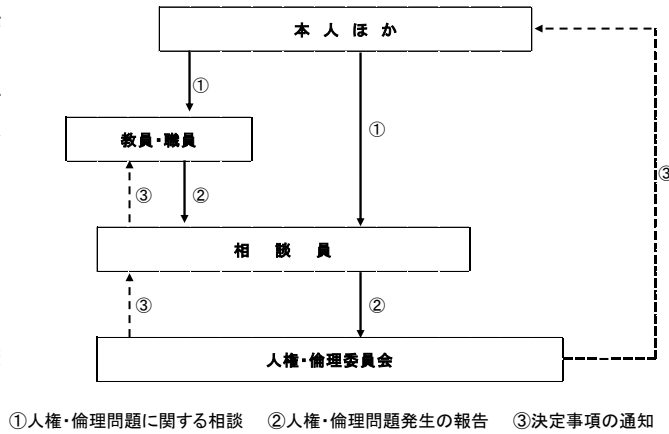 本 人 ほ か
①
①
教員・職員
③
③
②
相 談 員
③
②
人権・倫理委員会
①人権・倫理問題に関する相談 ②人権・倫理問題発生の報告 ③決定事項の通知